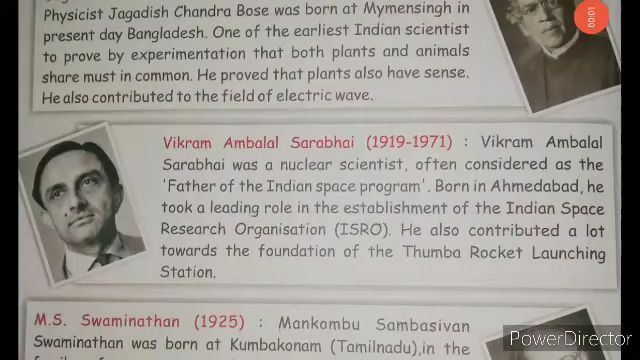 Physicist Jagadish Chandra Bose was born at Mymensingh in
present day Bangladesh. One of the earliest Indian scientist
to prove by experimentation that both plants and animals
share must in common. He proved that plants also have sense.
He also contributed to the field of electric wave.
00:01
Vikram Ambalal Sarabhai (1919-1971) : Vikram Ambalal
Sarabhai was a nuclear scientist, often considered as the
'Father of the Indian space program'. Born in Ahmedabad, he
took a leading role in the establishment of the Indian Space
Research Organisation (ISRO). He also contributed a lot
towards the foundation of the Thumba Rocket Launching
Station.
M.S. Swaminathan (1925) : Mankombu Sambasivan
Swaminathan was born at Kumbakonam (Tamilnadu),in the
PowerDirector